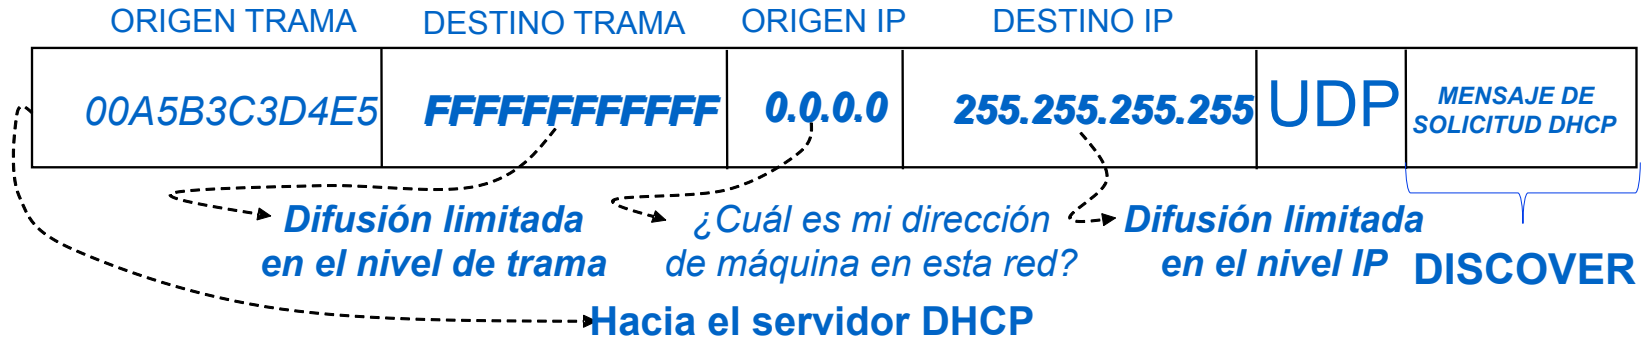 ORIGEN TRAMA DESTINO TRAMA ORIGEN IP DESTINO IP
00A5B3C3D4E5 FFFFFFFFFFFF 0.0.0.0 255.255.255.255 UDP MENSAJE DE
SOLICITUD DHCP
Difusión limitada
en el nivel de trama
¿Cuál es mi dirección
de máquina en esta red?
Difusión limitada
en el nivel IP
DISCOVER
Hacia el servidor DHCP